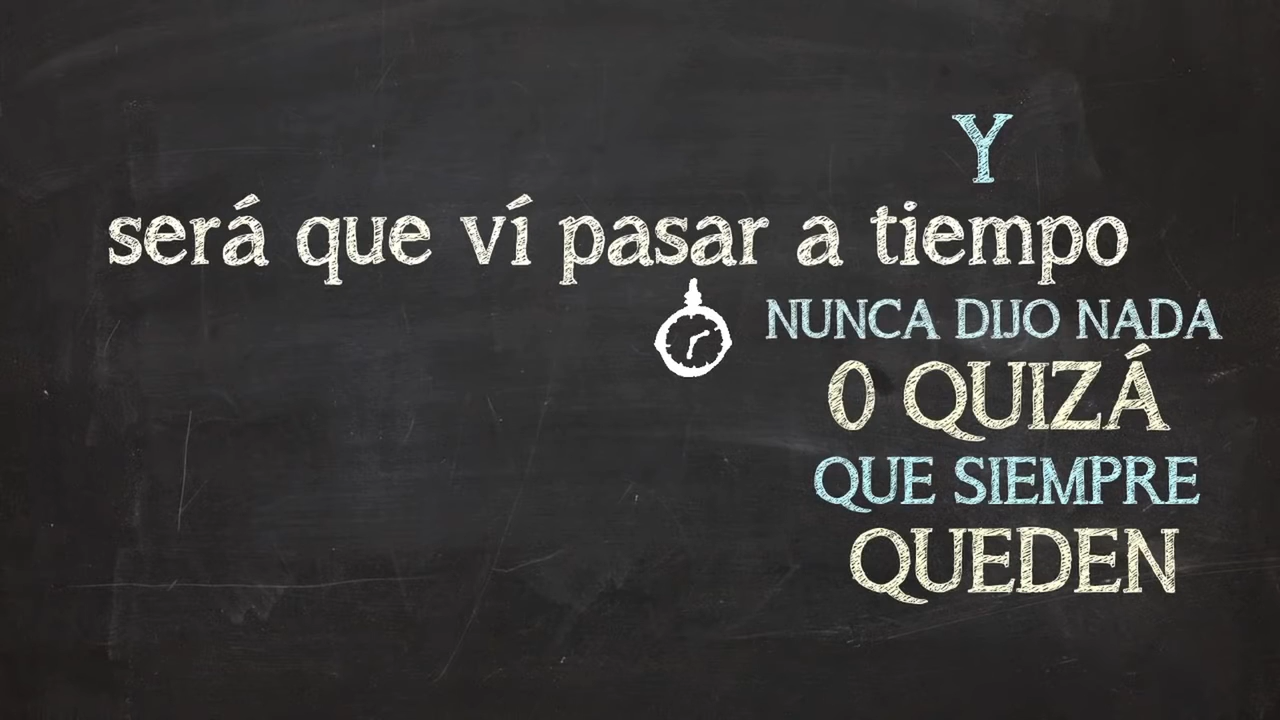 Y
será que ví pasar a tiempo
NUNCA DIJO NADA
O QUIZÁ
QUE SIEMPRE
QUEDEN